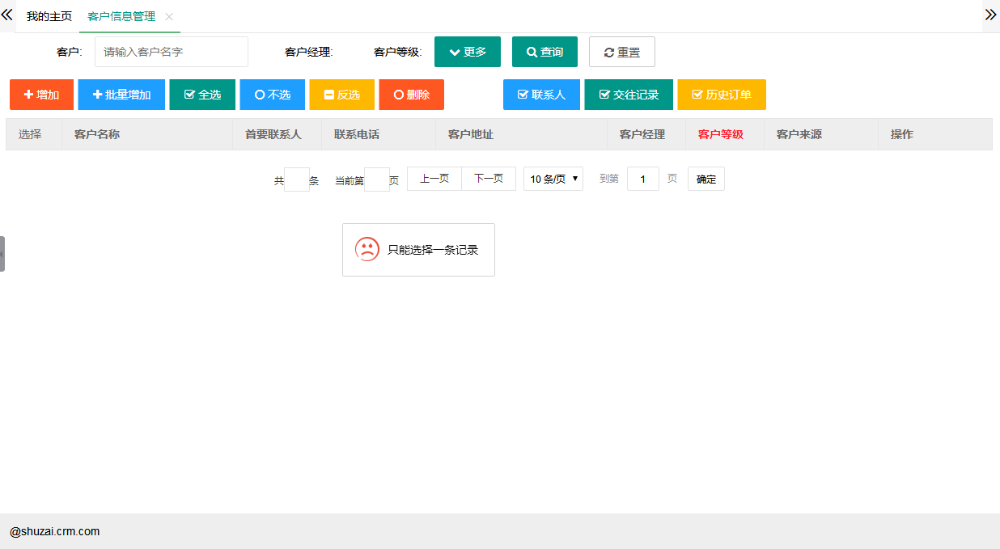 我的主页 客户信息管理
客户: 请输入客户名字 客户经理: 客户等级: 更多 查询 重置
增加 批量增加 全选 不选 反选 删除 联系人 交往记录 历史订单
选择 客户名称 首要联系人 联系电话 客户地址 客户经理 客户等级 客户来源 操作
共 条 当前第 页 上一页 下一页 10 条/页 到第 1 页 确定
只能选择一条记录
@shuzai.crm.com